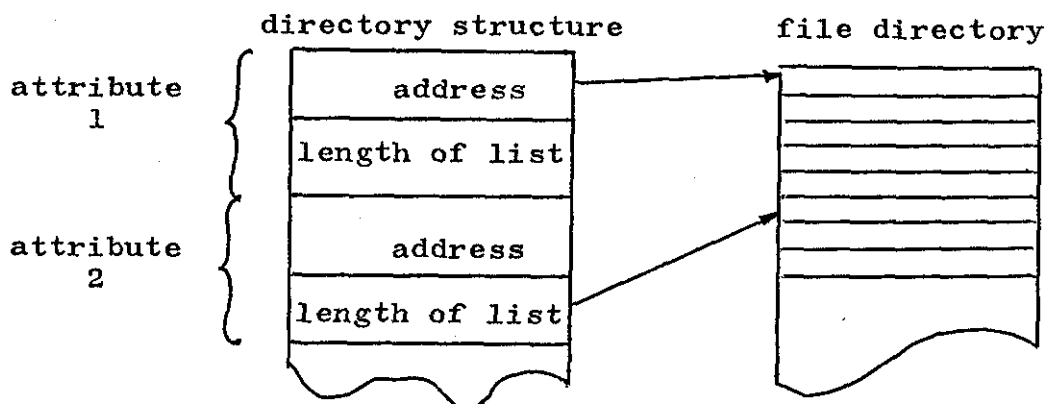 directory structure
file directory
attribute
1
address
length of list
attribute
2
address
length of list